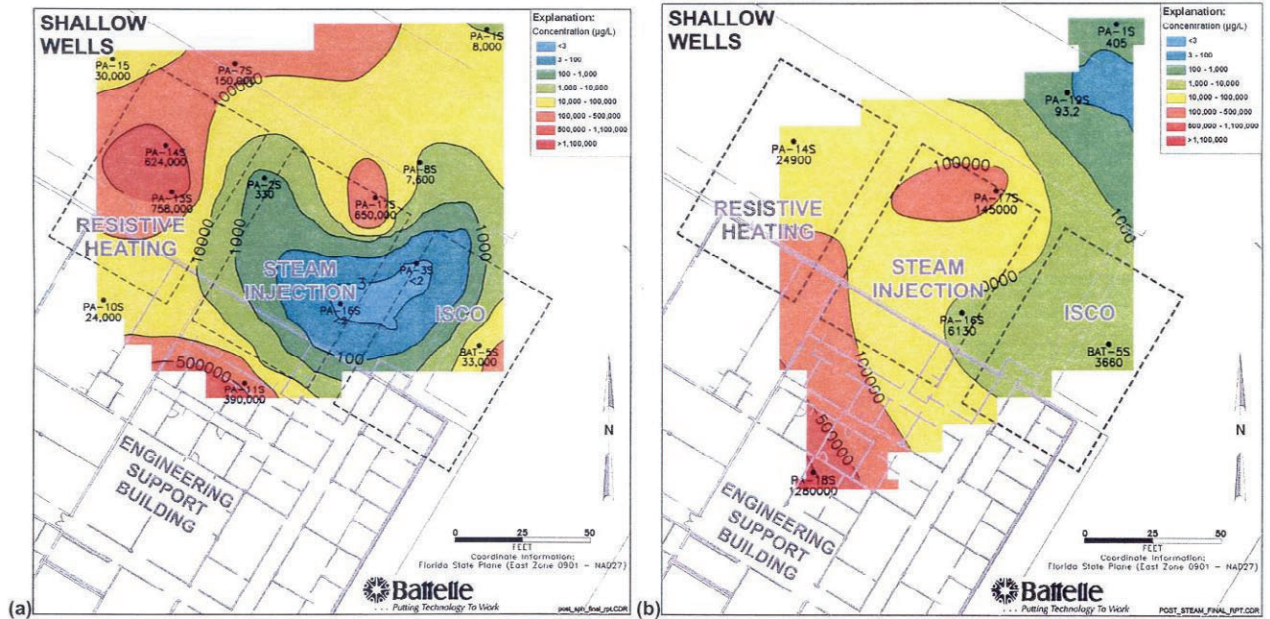 SHALLOW
WELLS
Explanation:
Concentration (µg/L)
<3
3 - 100
100 - 1,000
1,000 - 10,000
10,000 - 100,000
100,000 - 500,000
500,000 - 1,100,000
>1,100,000
PA-1S
8,000
PA-15
30,000
PA-7S
150,000
100000
PA-14S
624,000
PA-13S
758,000
PA-2S
330
PA-8S
7,600
PA-17S
650,000
RESISTIVE
HEATING
10000
1000
1000
STEAM
INJECTION
3
PA-3S
<2
PA-16S
ISCO
PA-10S
24,000
100
BAT-5S
33,000
500000
PA-11S
390,000
ENGINEERING
SUPPORT
BUILDING
N
0 25 50
FEET
Coordinate Information:
Florida State Plane (East Zone 0901 - NAD27)
Battelle
... Putting Technology To Work
post_sph_final_rpt.CDR
(a)
SHALLOW
WELLS
Explanation:
Concentration (µg/L)
<3
3 - 100
100 - 1,000
1,000 - 10,000
10,000 - 100,000
100,000 - 500,000
500,000 - 1,100,000
>1,100,000
PA-1S
405
PA-19S
93.2
PA-14S
24900
100000
PA-17S
145000
RESISTIVE
HEATING
1000
STEAM
INJECTION
PA-16S
6130
ISCO
BAT-5S
3660
100000
500000
PA-18S
1280000
ENGINEERING
SUPPORT
BUILDING
N
0 25 50
FEET
Coordinate Information:
Florida State Plane (East Zone 0901 - NAD27)
Battelle
... Putting Technology To Work
POST_STEAM_FINAL_RPT.CDR
(b)